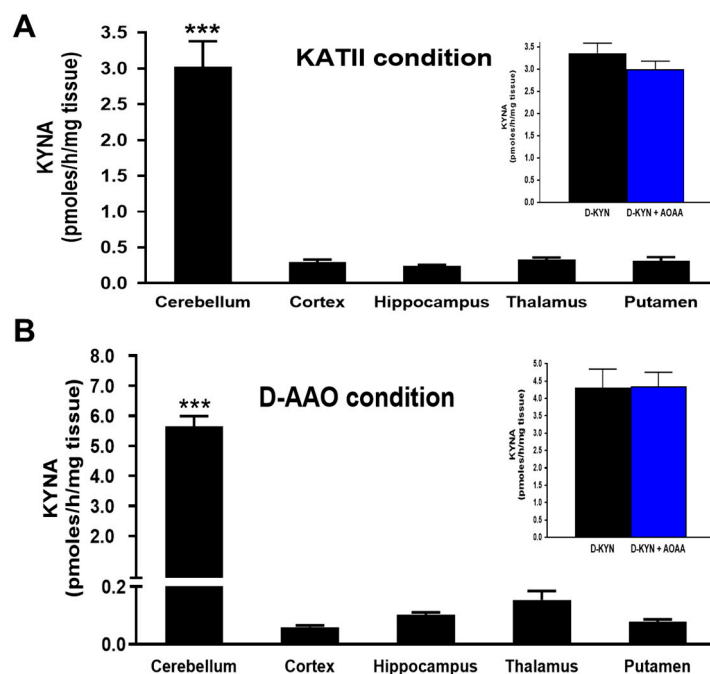 A
KYNA
(pmoles/h/mg tissue)
3.5
3.0
2.5
2.0
1.5
1.0
0.5
0.0
***
KATII condition
Cerebellum Cortex Hippocampus Thalamus Putamen
KYNA
(pmoles/h/mg tissue)
3.5
3.0
2.5
2.0
1.5
1.0
0.5
0.0
D-KYN D-KYN + AOAA
B
KYNA
(pmoles/h/mg tissue)
8.0
7.0
6.0
5.0
4.0
3.0
2.0
0.2
0.0
***
D-AAO condition
Cerebellum Cortex Hippocampus Thalamus Putamen
KYNA
(pmoles/h/mg tissue)
5.0
4.5
4.0
3.5
3.0
2.5
2.0
1.5
1.0
0.5
0.0
D-KYN D-KYN + AOAA